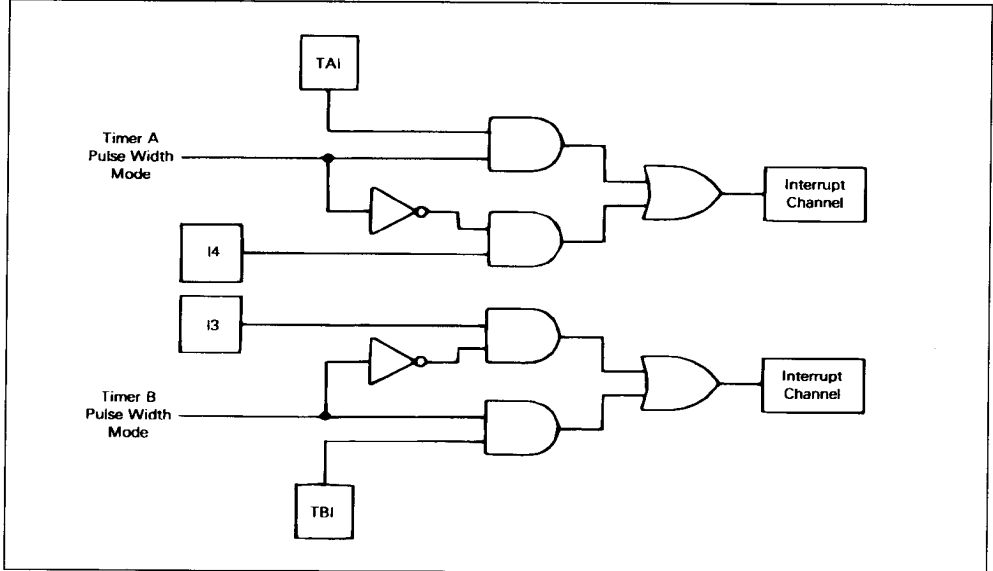 TAI
Timer A
Pulse Width
Mode
Interrupt
Channel
I4
I3
Interrupt
Channel
Timer B
Pulse Width
Mode
TBI